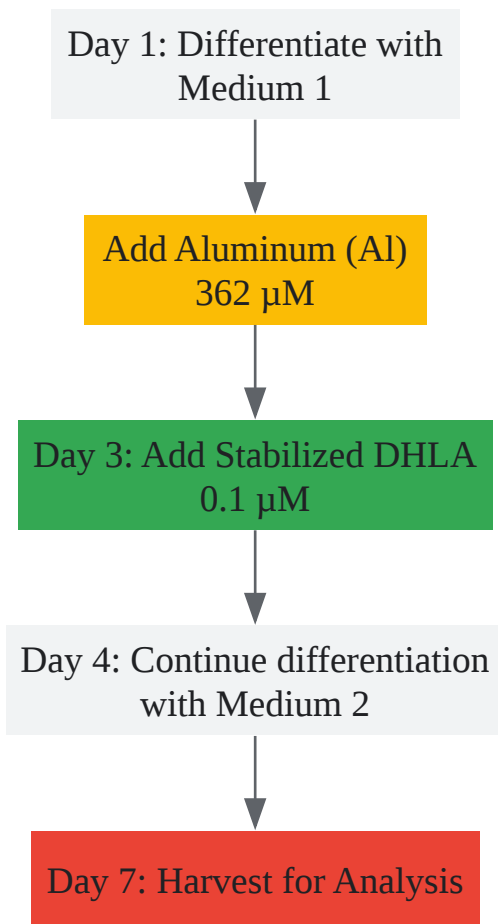 Day 1: Differentiate with
Medium 1
Add Aluminum (Al)
362 µM
Day 3: Add Stabilized DHLA
0.1 µM
Day 4: Continue differentiation
with Medium 2
Day 7: Harvest for Analysis